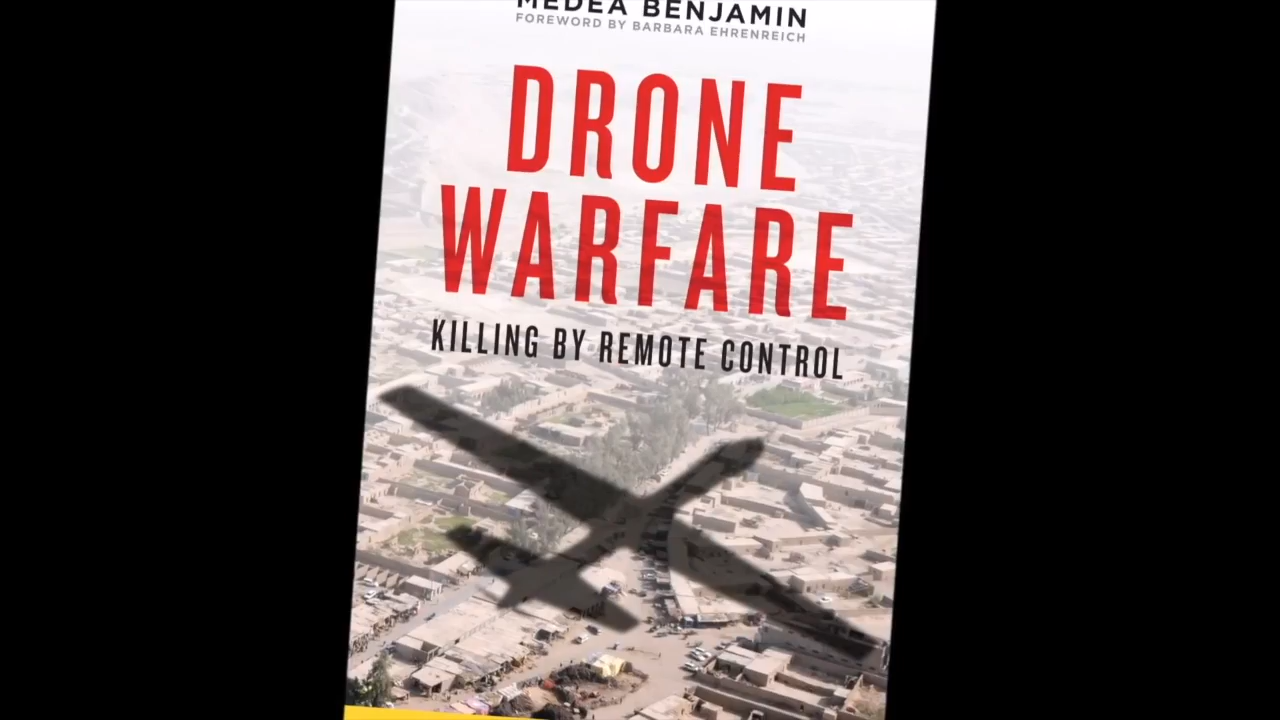 MEDEA BENJAMIN
FOREWORD BY BARBARA EHRENREICH
DRONE
WARFARE
KILLING BY REMOTE CONTROL